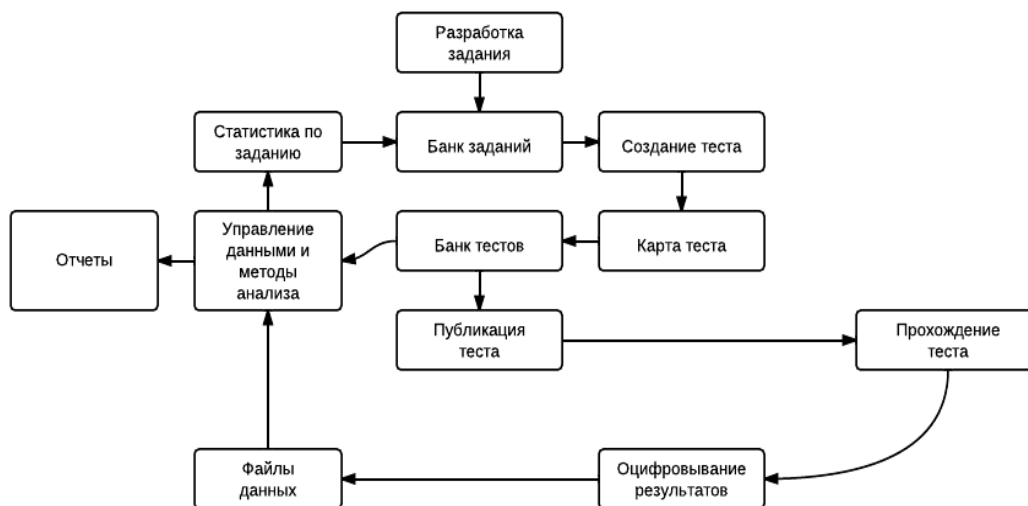 Разработка
задания
Статистика по
заданию
Банк заданий
Создание теста
Отчеты
Управление
данными и
методы
анализа
Банк тестов
Карта теста
Публикация
теста
Прохождение
теста
Файлы
данных
Оцифровывание
результатов